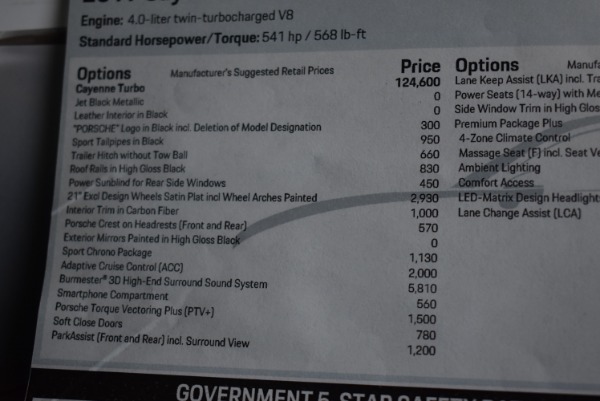 Engine: 4.0-liter twin-turbocharged V8
Standard Horsepower/Torque: 541 hp / 568 lb-ft
Options Manufacturer's Suggested Retail Prices Price
Cayenne Turbo 124,600
Jet Black Metallic 0
Leather Interior in Black 0
"PORSCHE" Logo in Black incl. Deletion of Model Designation 300
Sport Tailpipes in Black 950
Trailer Hitch without Tow Ball 660
Roof Rails in High Gloss Black 830
Power Sunblind for Rear Side Windows 450
21" Excl Design Wheels Satin Plat incl Wheel Arches Painted 2,930
Interior Trim in Carbon Fiber 1,000
Porsche Crest on Headrests (Front and Rear) 570
Exterior Mirrors Painted in High Gloss Black 0
Sport Chrono Package 1,130
Adaptive Cruise Control (ACC) 2,000
Burmester® 3D High-End Surround Sound System 5,810
Smartphone Compartment 560
Porsche Torque Vectoring Plus (PTV+) 1,500
Soft Close Doors 780
ParkAssist (Front and Rear) incl. Surround View 1,200
Options Manufa
Lane Keep Assist (LKA) incl. Tra
Power Seats (14-way) with Me
Side Window Trim in High Glos
Premium Package Plus
4-Zone Climate Control
Massage Seat (F) incl. Seat Ve
Ambient Lighting
Comfort Access
LED-Matrix Design Headlight
Lane Change Assist (LCA)
GOVERNMENT 5-STAR SAFETY